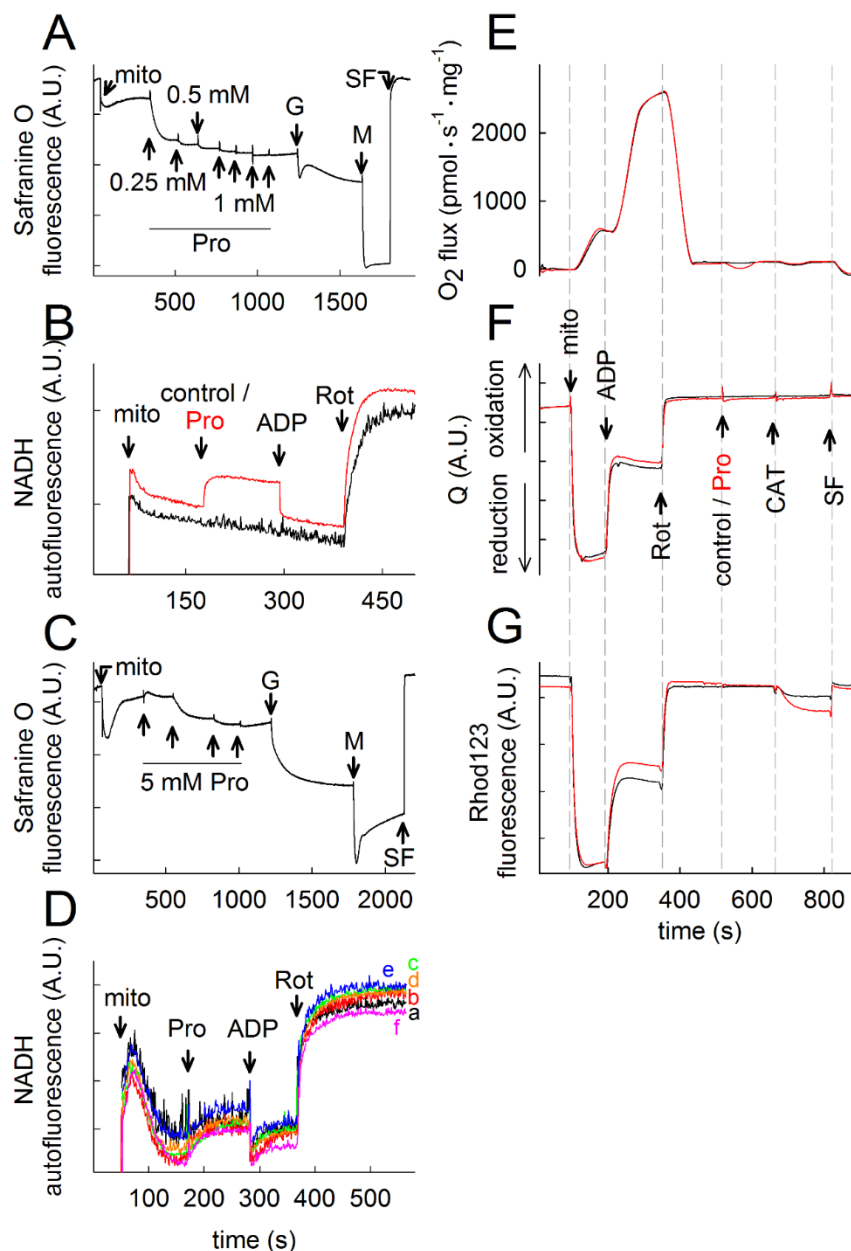 A
Safranine O
fluorescence (A.U.)
mito
0.5 mM
0.25 mM
1 mM
Pro
G
M
SF
500 1000 1500
B
NADH
autofluorescence (A.U.)
mito
control /
Pro
ADP
Rot
150 300 450
C
Safranine O
fluorescence (A.U.)
mito
5 mM Pro
G
M
SF
500 1000 1500 2000
D
NADH
autofluorescence (A.U.)
mito
Pro
ADP
Rot
e
c
d
b
a
f
100 200 300 400 500
time (s)
E
O2 flux (pmol · s⁻¹ · mg⁻¹)
2000
1000
0
F
Q (A.U.)
reduction
oxidation
mito
ADP
Rot
control / Pro
CAT
SF
G
Rhod123
fluorescence (A.U.)
200 400 600 800
time (s)